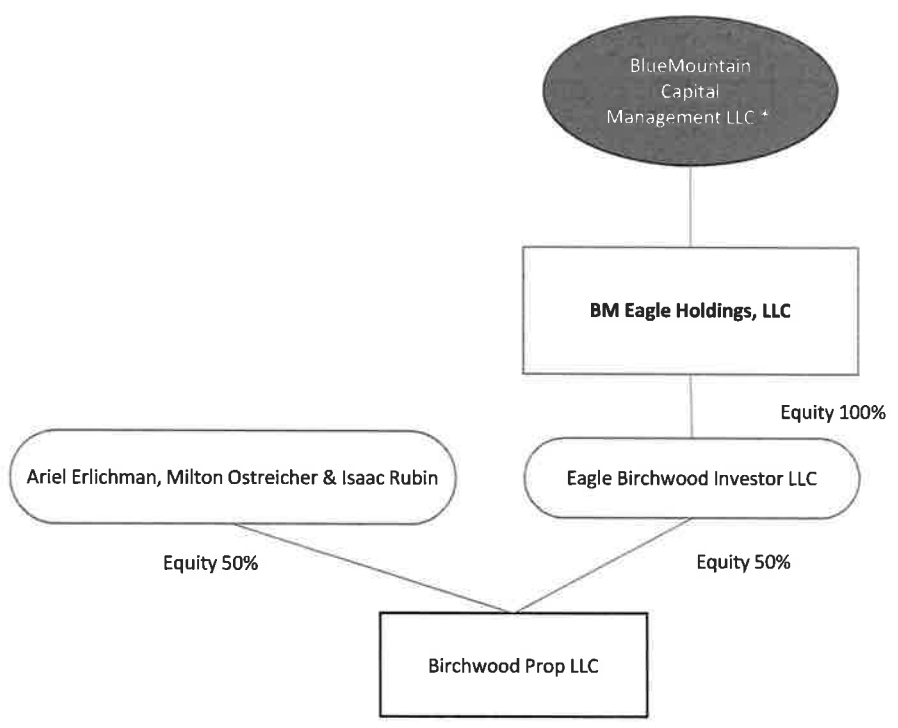 BlueMountain
Capital
Management LLC *
BM Eagle Holdings, LLC
Equity 100%
Ariel Erlichman, Milton Ostreicher & Isaac Rubin
Eagle Birchwood Investor LLC
Equity 50%
Equity 50%
Birchwood Prop LLC